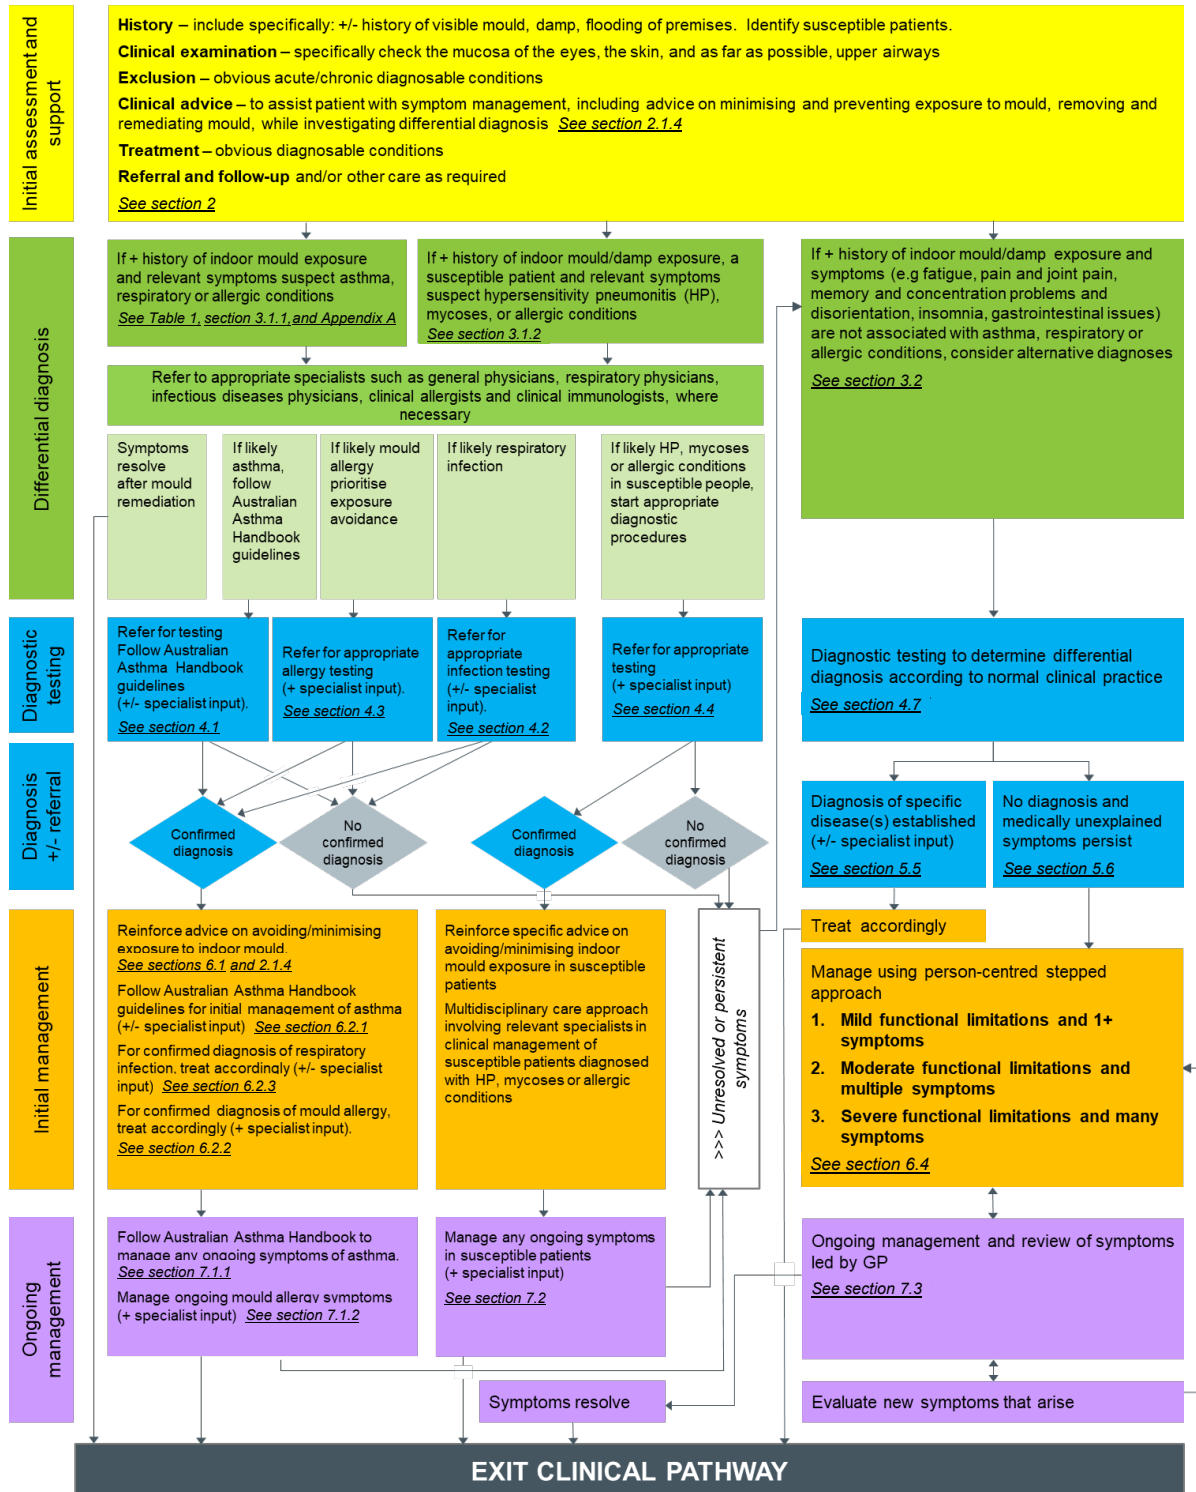 Initial assessment and
support
History – include specifically: +/- history of visible mould, damp, flooding of premises. Identify susceptible patients.
Clinical examination – specifically check the mucosa of the eyes, the skin, and as far as possible, upper airways
Exclusion – obvious acute/chronic diagnosable conditions
Clinical advice – to assist patient with symptom management, including advice on minimising and preventing exposure to mould, removing and
remediating mould, while investigating differential diagnosis See section 2.1.4
Treatment – obvious diagnosable conditions
Referral and follow-up and/or other care as required
See section 2
Differential diagnosis
If + history of indoor mould exposure
and relevant symptoms suspect asthma,
respiratory or allergic conditions
See Table 1, section 3.1.1, and Appendix A
If + history of indoor mould/damp exposure, a
susceptible patient and relevant symptoms
suspect hypersensitivity pneumonitis (HP),
mycoses, or allergic conditions
See section 3.1.2
If + history of indoor mould/damp exposure and
symptoms (e.g fatigue, pain and joint pain,
memory and concentration problems and
disorientation, insomnia, gastrointestinal issues)
are not associated with asthma, respiratory or
allergic conditions, consider alternative diagnoses
See section 3.2
Refer to appropriate specialists such as general physicians, respiratory physicians,
infectious diseases physicians, clinical allergists and clinical immunologists, where
necessary
Symptoms
resolve
after mould
remediation
If likely
asthma,
follow
Australian
Asthma
Handbook
guidelines
If likely mould
allergy
prioritise
exposure
avoidance
If likely respiratory
infection
If likely HP, mycoses
or allergic conditions
in susceptible people,
start appropriate
diagnostic
procedures
Diagnostic
testing
Refer for testing
Follow Australian
Asthma Handbook
guidelines
(+/- specialist input).
See section 4.1
Refer for appropriate
allergy testing
(+ specialist input).
See section 4.3
Refer for
appropriate
infection testing
(+/- specialist
input).
See section 4.2
Refer for appropriate
testing
(+ specialist input)
See section 4.4
Diagnostic testing to determine differential
diagnosis according to normal clinical practice
See section 4.7
Diagnosis
+/- referral
Confirmed
diagnosis
No
confirmed
diagnosis
Confirmed
diagnosis
No
confirmed
diagnosis
Diagnosis of specific
disease(s) established
(+/- specialist input)
See section 5.5
No diagnosis and
medically unexplained
symptoms persist
See section 5.6
Initial management
Reinforce advice on avoiding/minimising
exposure to indoor mould.
See sections 6.1 and 2.1.4
Follow Australian Asthma Handbook
guidelines for initial management of asthma
(+/- specialist input) See section 6.2.1
For confirmed diagnosis of respiratory
infection, treat accordingly (+/- specialist
input) See section 6.2.3
For confirmed diagnosis of mould allergy,
treat accordingly (+ specialist input).
See section 6.2.2
Reinforce specific advice on
avoiding/minimising indoor
mould exposure in susceptible
patients
Multidisciplinary care approach
involving relevant specialists in
clinical management of
susceptible patients diagnosed
with HP, mycoses or allergic
conditions
>>> Unresolved or persistent
symptoms
Treat accordingly
Manage using person-centred stepped
approach
1. Mild functional limitations and 1+
symptoms
2. Moderate functional limitations and
multiple symptoms
3. Severe functional limitations and many
symptoms
See section 6.4
Ongoing
management
Follow Australian Asthma Handbook to
manage any ongoing symptoms of asthma.
See section 7.1.1
Manage ongoing mould allergy symptoms
(+ specialist input) See section 7.1.2
Manage any ongoing symptoms
in susceptible patients
(+ specialist input)
See section 7.2
Ongoing management and review of symptoms
led by GP
See section 7.3
Symptoms resolve
Evaluate new symptoms that arise
EXIT CLINICAL PATHWAY